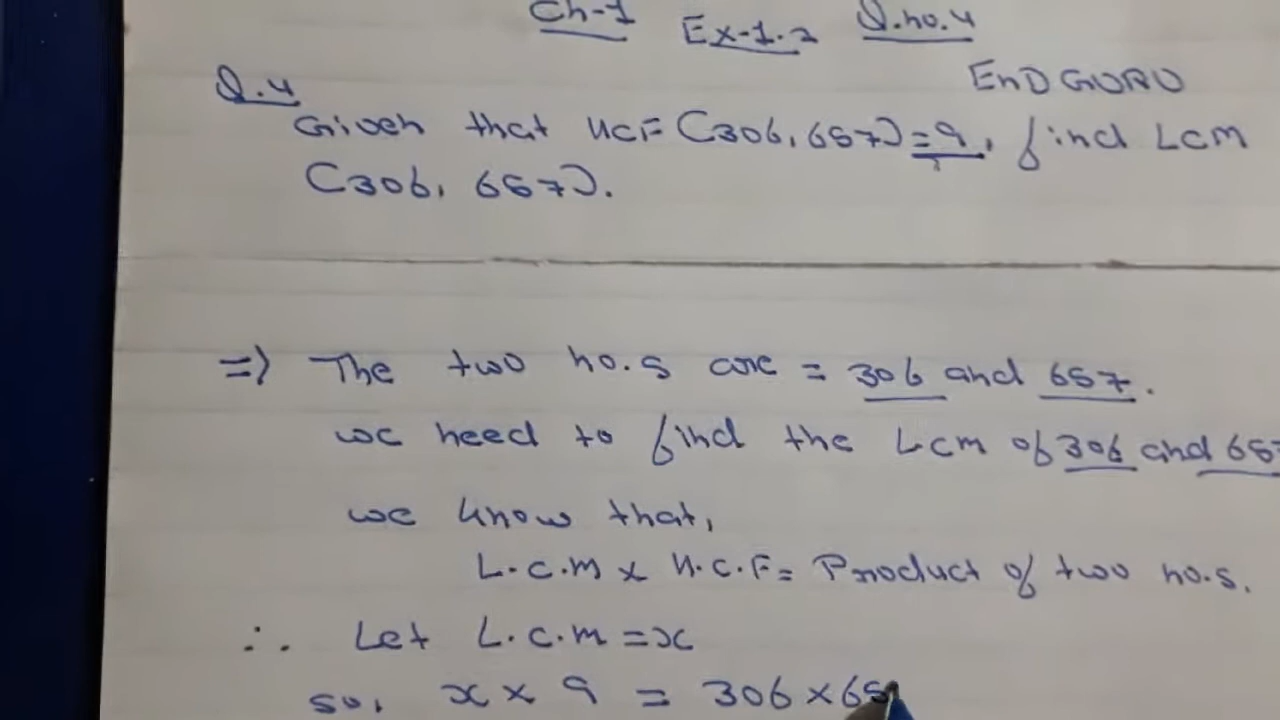 Ch-1 Ex-1.2 Q.no.4
END GURU
Q.4
Given that HCF (306, 657) = 9, find LCM
(306, 657).
=> The two no.s are = 306 and 657.
we need to find the Lcm of 306 and 657
we know that,
L.c.m x H.C.F = Product of two no.s.
∴ Let L.c.m = x
so, x × 9 = 306 × 65